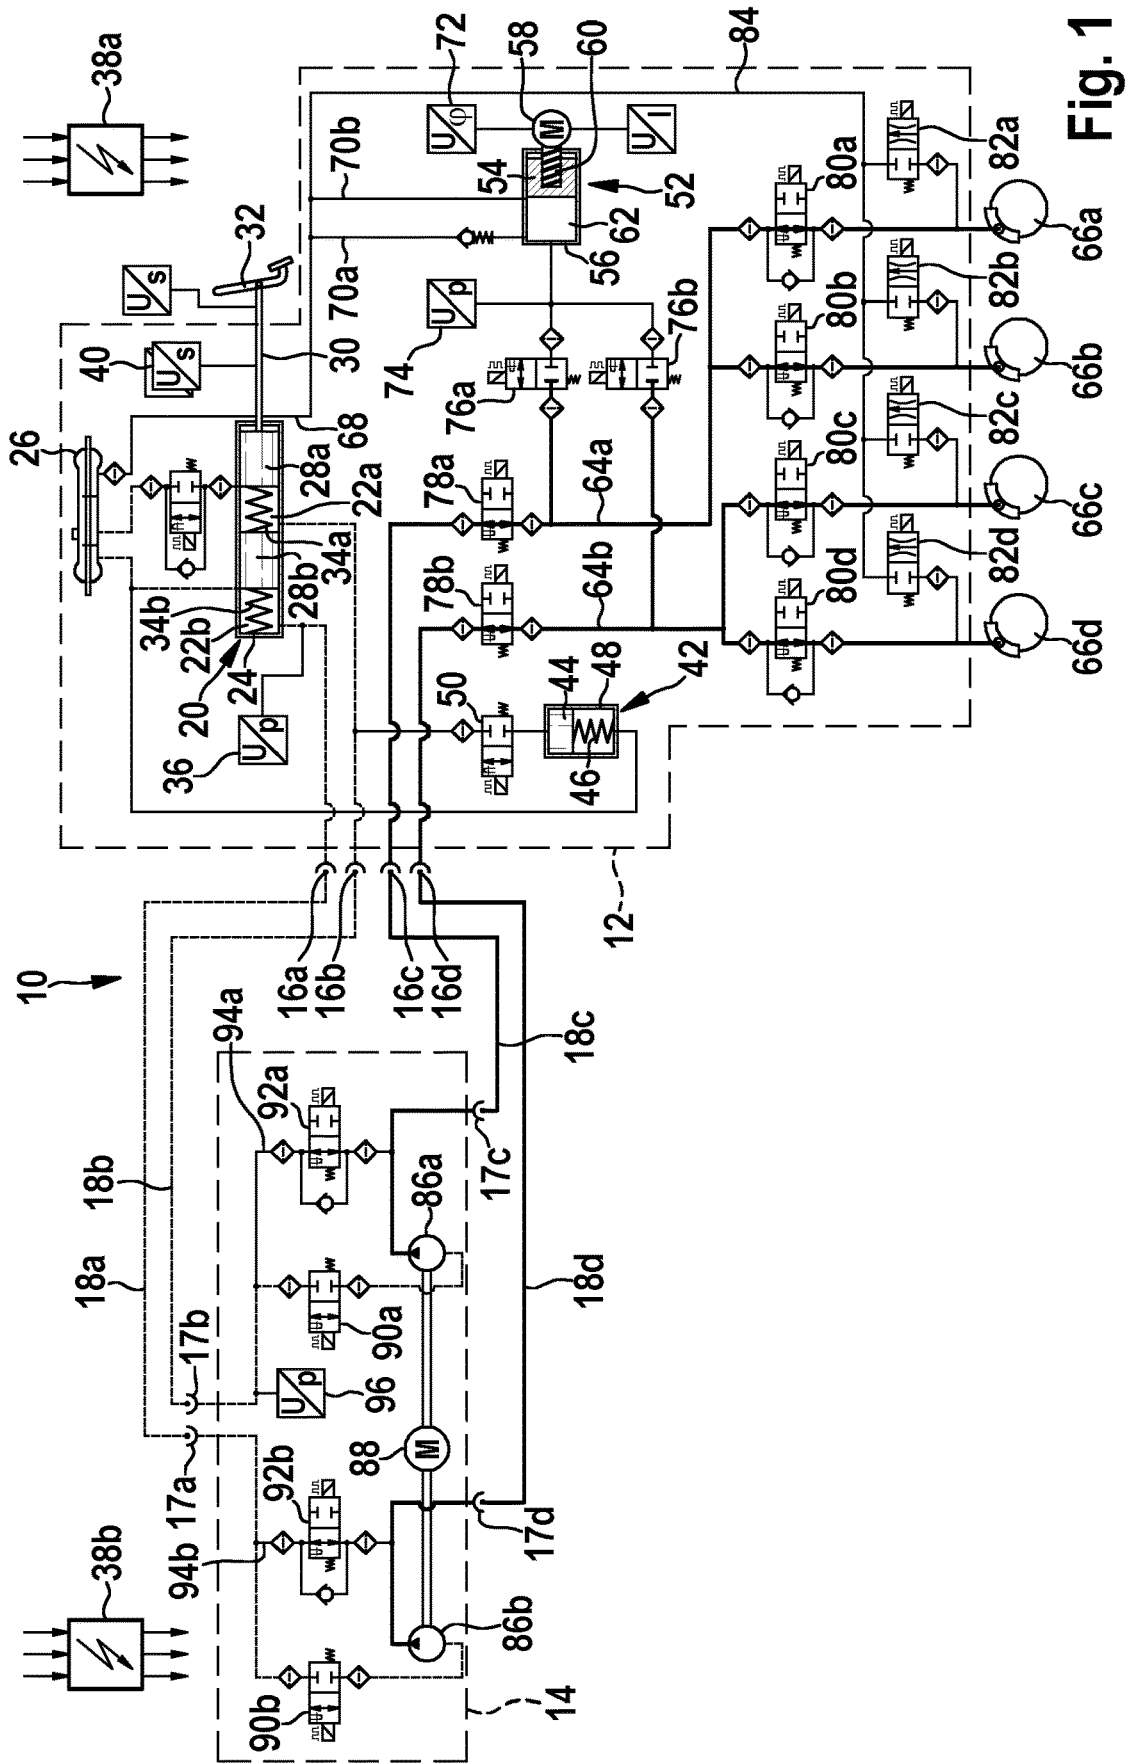 38a
72
58
60
84
U
φ
M
U
I
70b
54
52
62
56
70a
32
U
s
30
40
U
s
26
68
28a
22a
34a
28b
34b
22b
24
20
36
U
p
74
U
p
76a
76b
78a
78b
64a
64b
50
44
48
42
46
80a
80b
80c
80d
82a
82b
82c
82d
66a
66b
66c
66d
12
10
16a
16b
16c
16d
18a
18b
18c
18d
17a
17b
17c
17d
94a
92a
86a
90a
U
p
96
88
M
92b
94b
86b
90b
14
38b
Fig. 1